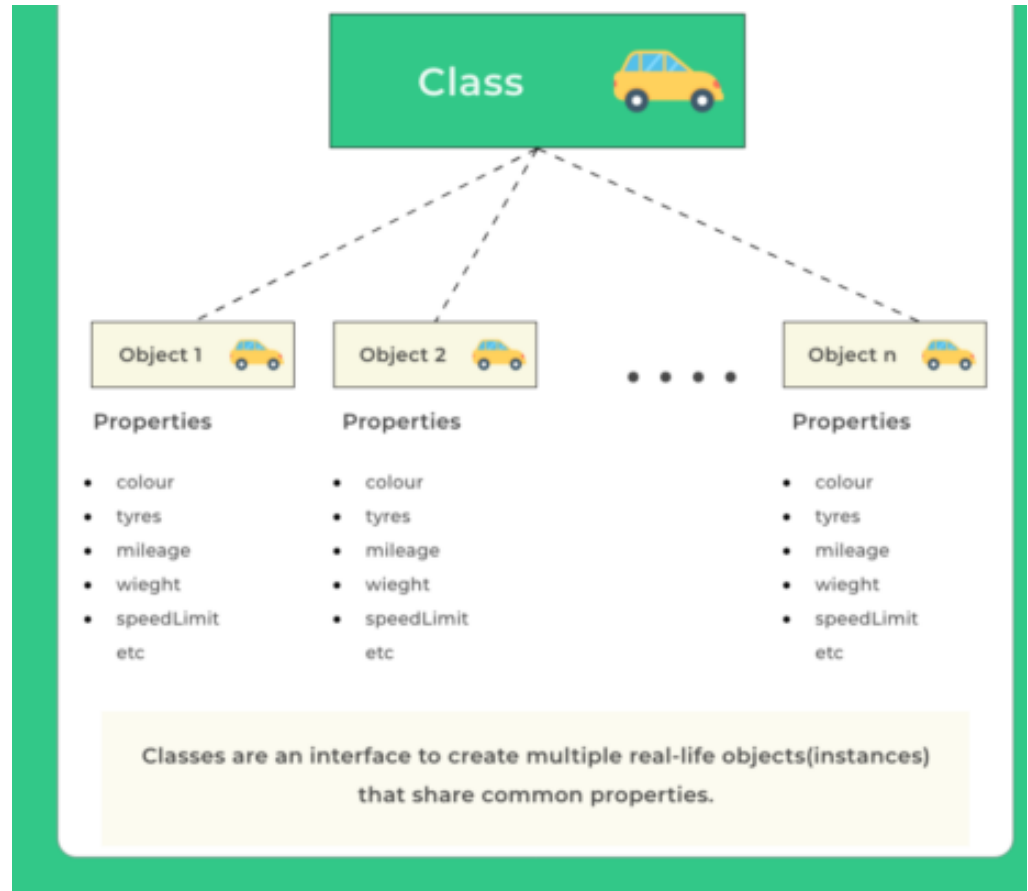 Class
Object 1
Object 2
Object n
Properties
Properties
Properties
colour
tyres
mileage
wieght
speedLimit
etc
colour
tyres
mileage
wieght
speedLimit
etc
colour
tyres
mileage
wieght
speedLimit
etc
Classes are an interface to create multiple real-life objects(instances)
that share common properties.